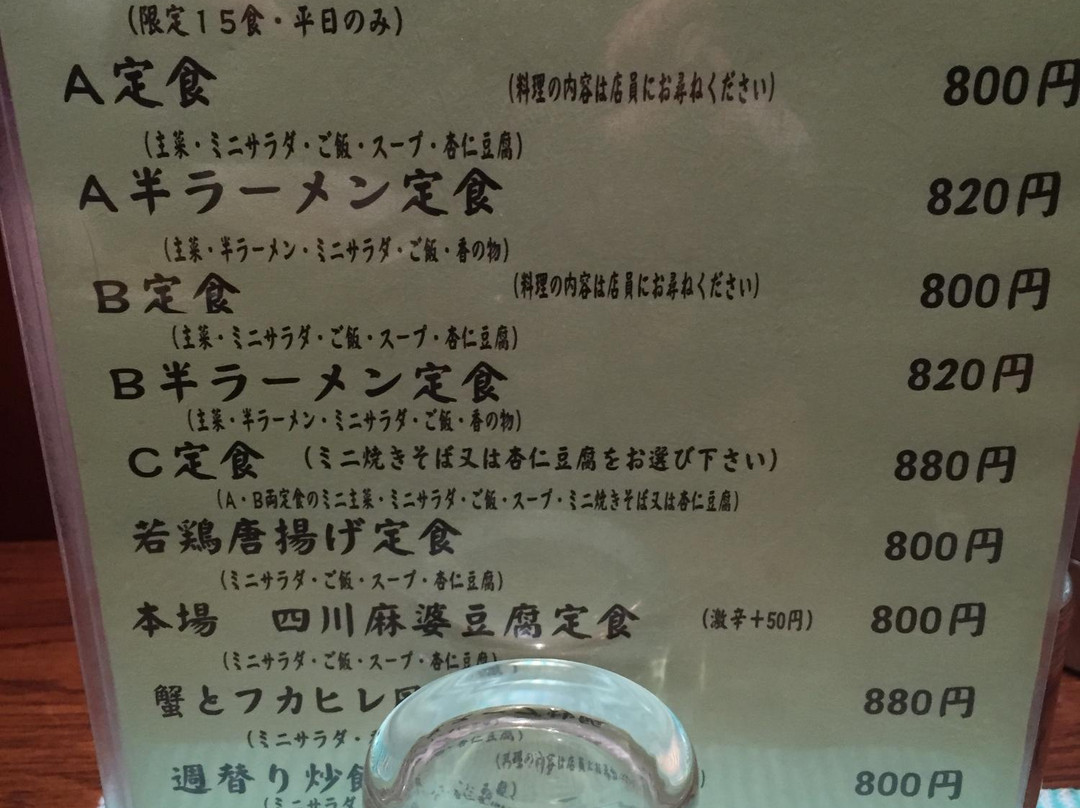 (限定15食・平日のみ)
A定食 (料理の内容は店員にお尋ねください) 800円
(主菜・ミニサラダ・ご飯・スープ・杏仁豆腐)
A半ラーメン定食 820円
(主菜・半ラーメン・ミニサラダ・ご飯・香の物)
B定食 (料理の内容は店員にお尋ねください) 800円
(主菜・ミニサラダ・ご飯・スープ・杏仁豆腐)
B半ラーメン定食 820円
(主菜・半ラーメン・ミニサラダ・ご飯・香の物)
C定食 (ミニ焼きそば又は杏仁豆腐をお選び下さい) 880円
(A・B両定食のミニ主菜・ミニサラダ・ご飯・スープ・ミニ焼きそば又は杏仁豆腐)
若鶏唐揚げ定食 800円
(ミニサラダ・ご飯・スープ・杏仁豆腐)
本場 四川麻婆豆腐定食 (激辛+50円) 800円
(ミニサラダ・ご飯・スープ・杏仁豆腐)
蟹とフカヒレ 880円
(ミニサラダ・
週替り炒 800円
(ミニサラダ